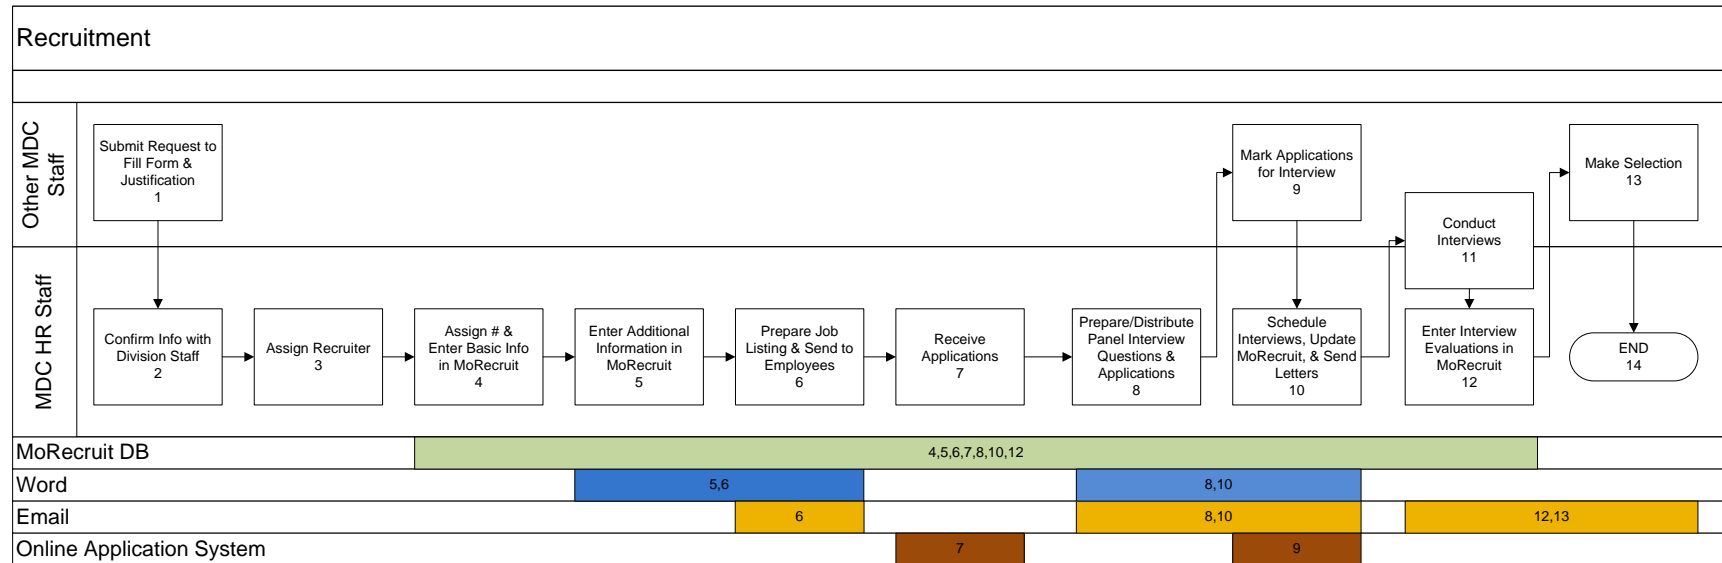 Recruitment
Other MDC
Staff
Submit Request to
Fill Form &
Justification
1
Mark Applications
for Interview
9
Make Selection
13
Conduct
Interviews
11
MDC HR Staff
Confirm Info with
Division Staff
2
Assign Recruiter
3
Assign # &
Enter Basic Info
in MoRecruit
4
Enter Additional
Information in
MoRecruit
5
Prepare Job
Listing & Send to
Employees
6
Receive
Applications
7
Prepare/Distribute
Panel Interview
Questions &
Applications
8
Schedule
Interviews, Update
MoRecruit, & Send
Letters
10
Enter Interview
Evaluations in
MoRecruit
12
END
14
MoRecruit DB
4,5,6,7,8,10,12
Word
5,6
8,10
Email
6
8,10
12,13
Online Application System
7
9